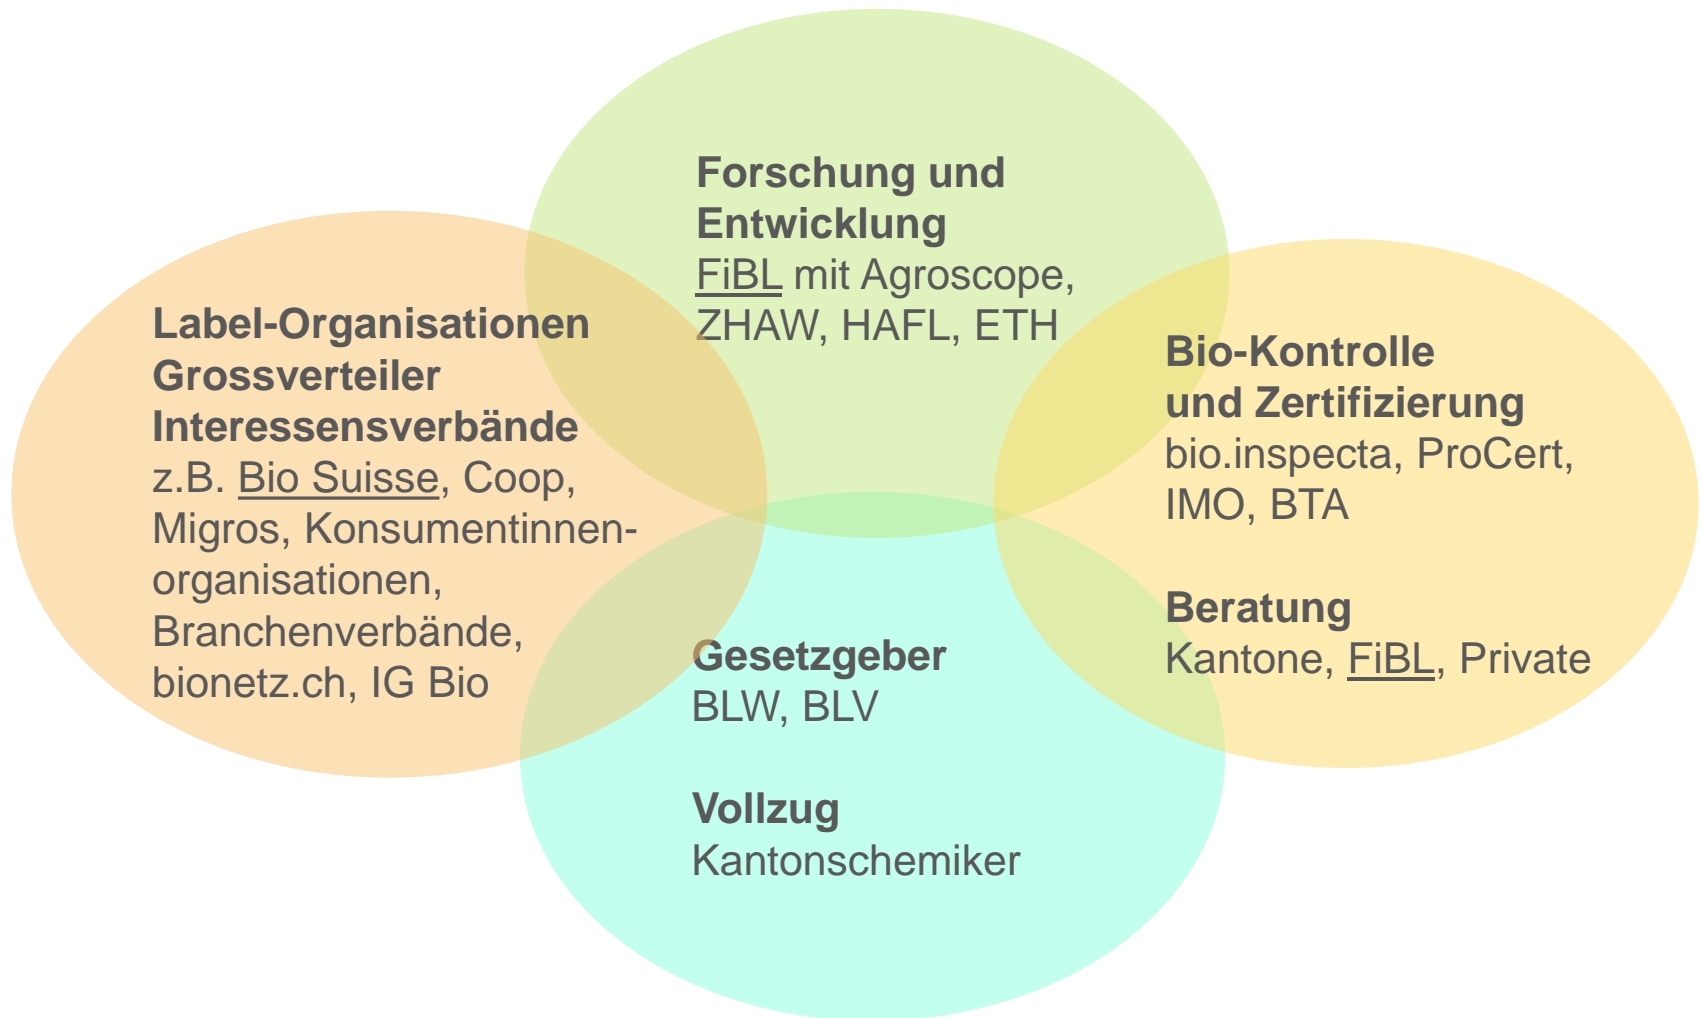 Forschung und
Entwicklung
FiBL mit Agroscope,
ZHAW, HAFL, ETH
Label-Organisationen
Grossverteiler
Interessensverbände
z.B. Bio Suisse, Coop,
Migros, Konsumentinnen-
organisationen,
Branchenverbände,
bionetz.ch, IG Bio
Bio-Kontrolle
und Zertifizierung
bio.inspecta, ProCert,
IMO, BTA
Beratung
Kantone, FiBL, Private
Gesetzgeber
BLW, BLV
Vollzug
Kantonschemiker